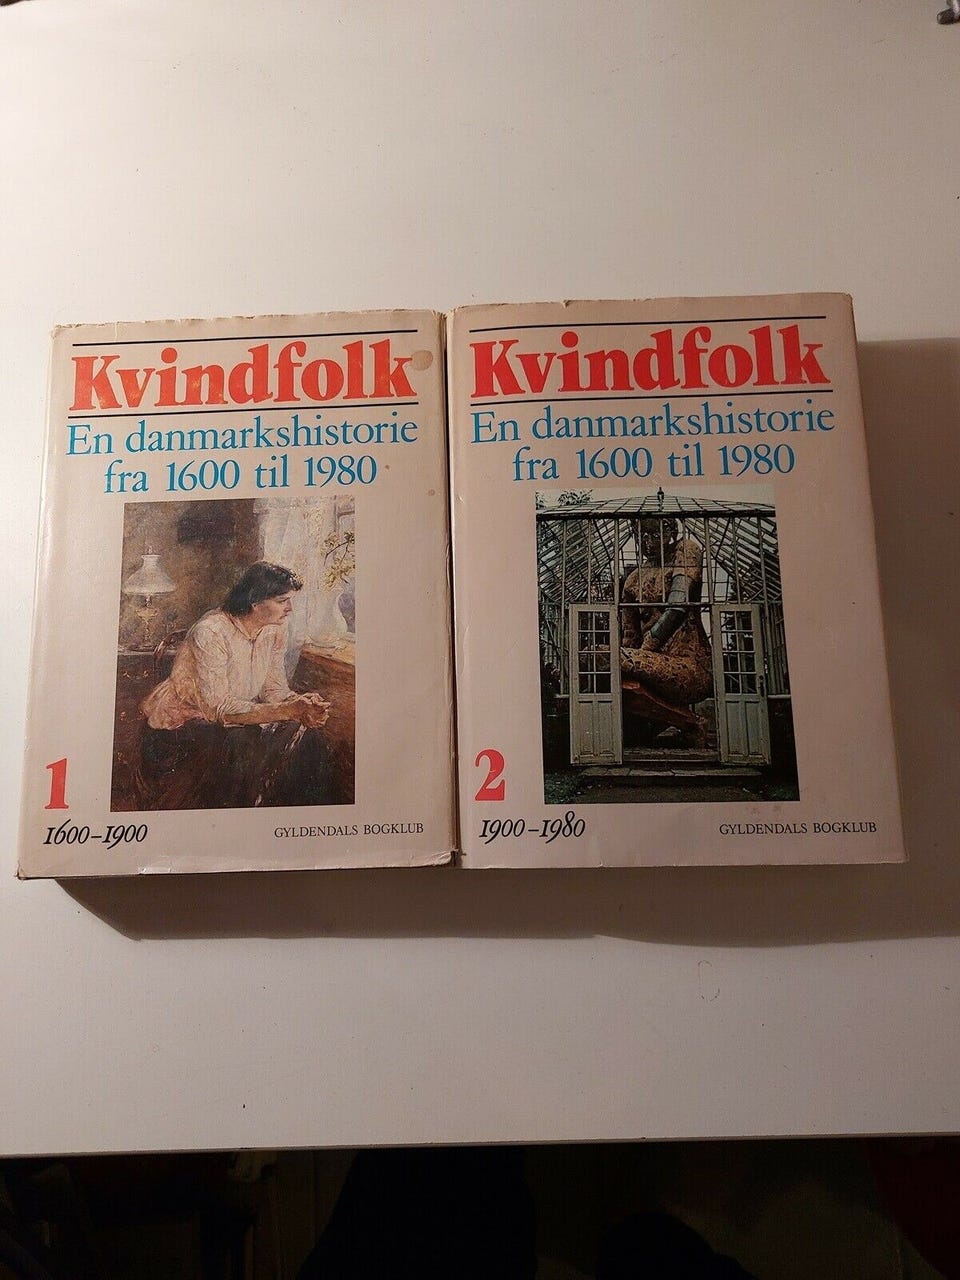 Kvindfolk
En danmarkshistorie
fra 1600 til 1980
1
1600–1900
GYLDENDALS BOGKLUB
Kvindfolk
En danmarkshistorie
fra 1600 til 1980
2
1900–1980
GYLDENDALS BOGKLUB